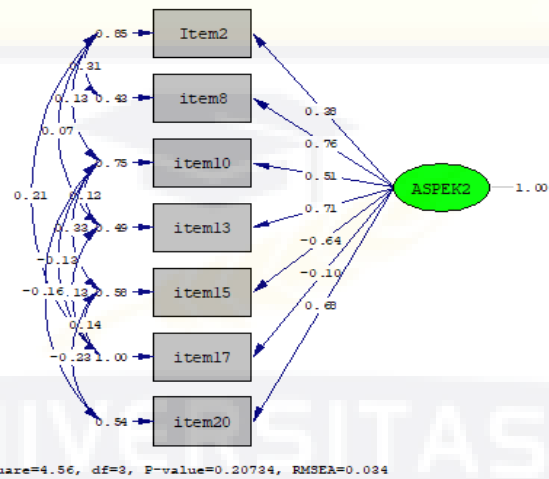 0.85 Item2
0.31
0.13 0.43 item8
0.38
0.07
0.76
0.75 item10
0.51
ASPEK2 1.00
0.21
0.12
0.71
0.33 0.49 item13
-0.13
-0.64
-0.16 0.13 0.58 item15
-0.10
0.68
0.14
-0.23 1.00 item17
0.54 item20
UNIVERSITAS
uare=4.56, df=3, P-value=0.20734, RMSEA=0.034